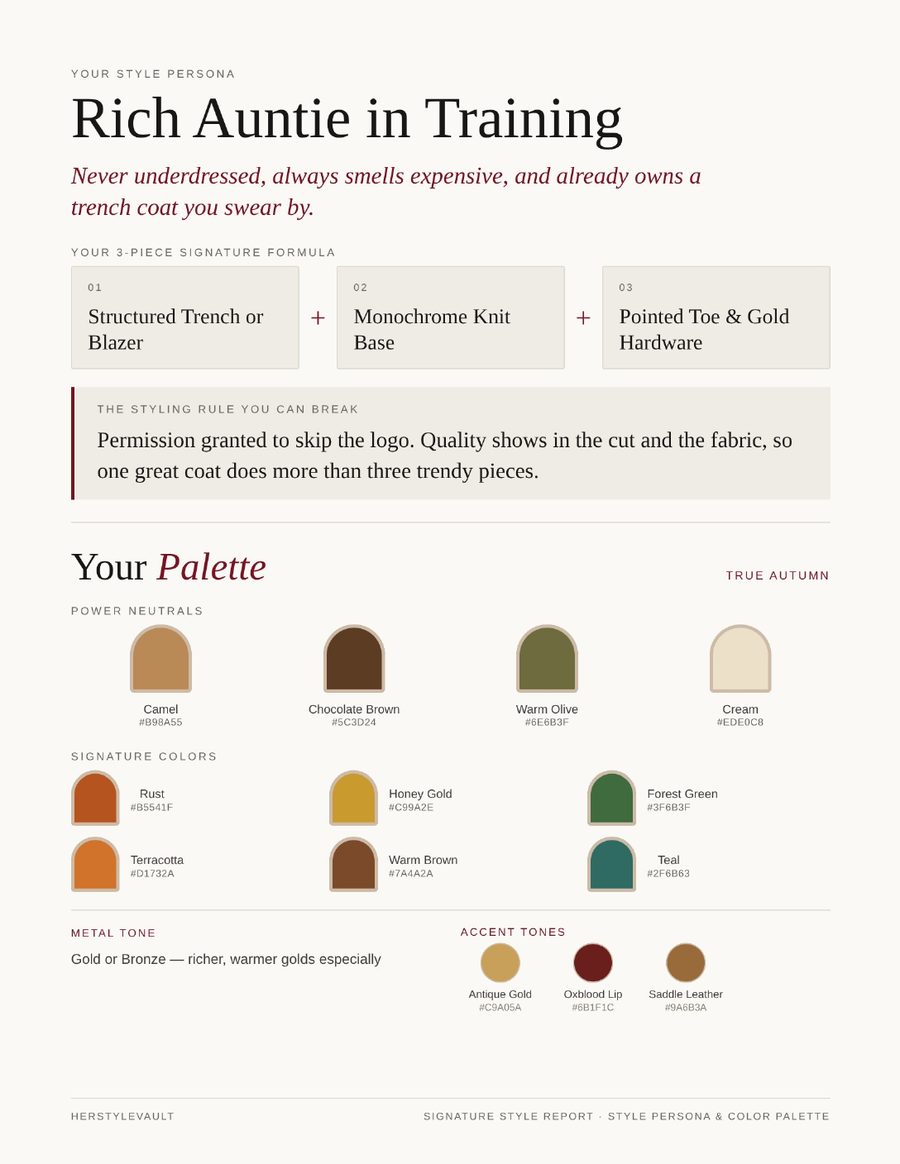 YOUR STYLE PERSONA
Rich Auntie in Training
Never underdressed, always smells expensive, and already owns a
trench coat you swear by.
YOUR 3-PIECE SIGNATURE FORMULA
01
Structured Trench or
Blazer
+
02
Monochrome Knit
Base
+
03
Pointed Toe & Gold
Hardware
THE STYLING RULE YOU CAN BREAK
Permission granted to skip the logo. Quality shows in the cut and the fabric, so
one great coat does more than three trendy pieces.
Your Palette
TRUE AUTUMN
POWER NEUTRALS
Camel
#B98A55
Chocolate Brown
#5C3D24
Warm Olive
#6E6B3F
Cream
#EDE0C8
SIGNATURE COLORS
Rust
#B5541F
Honey Gold
#C99A2E
Forest Green
#3F6B3F
Terracotta
#D1732A
Warm Brown
#7A4A2A
Teal
#2F6B63
METAL TONE
Gold or Bronze — richer, warmer golds especially
ACCENT TONES
Antique Gold
#C9A05A
Oxblood Lip
#6B1F1C
Saddle Leather
#9A6B3A
HERSTYLEVAULT
SIGNATURE STYLE REPORT · STYLE PERSONA & COLOR PALETTE